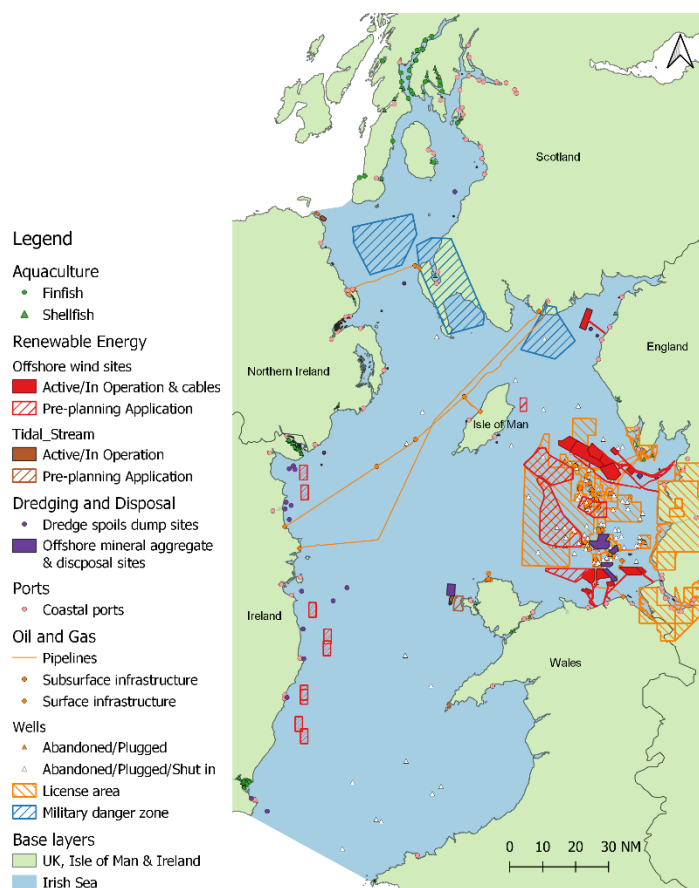 Scotland
England
Northern Ireland
Isle of Man
Ireland
Wales
Legend
Aquaculture
Finfish
Shellfish
Renewable Energy
Offshore wind sites
Active/In Operation & cables
Pre-planning Application
Tidal_Stream
Active/In Operation
Pre-planning Application
Dredging and Disposal
Dredge spoils dump sites
Offshore mineral aggregate
& discposal sites
Ports
Coastal ports
Oil and Gas
Pipelines
Subsurface infrastructure
Surface infrastructure
Wells
Abandoned/Plugged
Abandoned/Plugged/Shut in
License area
Military danger zone
Base layers
UK, Isle of Man & Ireland
Irish Sea
0 10 20 30 NM